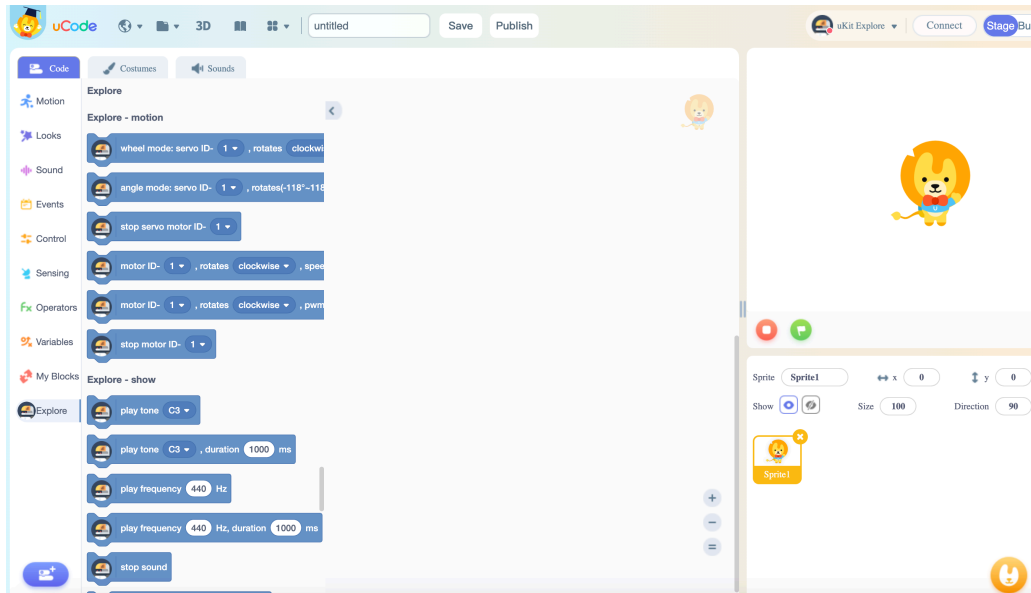 uCode 3D untitled Save Publish uKit Explore Connect Stage Bu
Code Costumes Sounds
Motion
Looks
Sound
Events
Control
Sensing
fx Operators
Variables
My Blocks
Explore
Explore
Explore - motion
wheel mode: servo ID- 1 , rotates clockwi
angle mode: servo ID- 1 , rotates(-118°~118
stop servo motor ID- 1
motor ID- 1 , rotates clockwise , spee
motor ID- 1 , rotates clockwise , pwm
stop motor ID- 1
Explore - show
play tone C3
play tone C3 , duration 1000 ms
play frequency 440 Hz
play frequency 440 Hz, duration 1000 ms
stop sound
Sprite Sprite1 x 0 y 0
Show Size 100 Direction 90
Sprite1